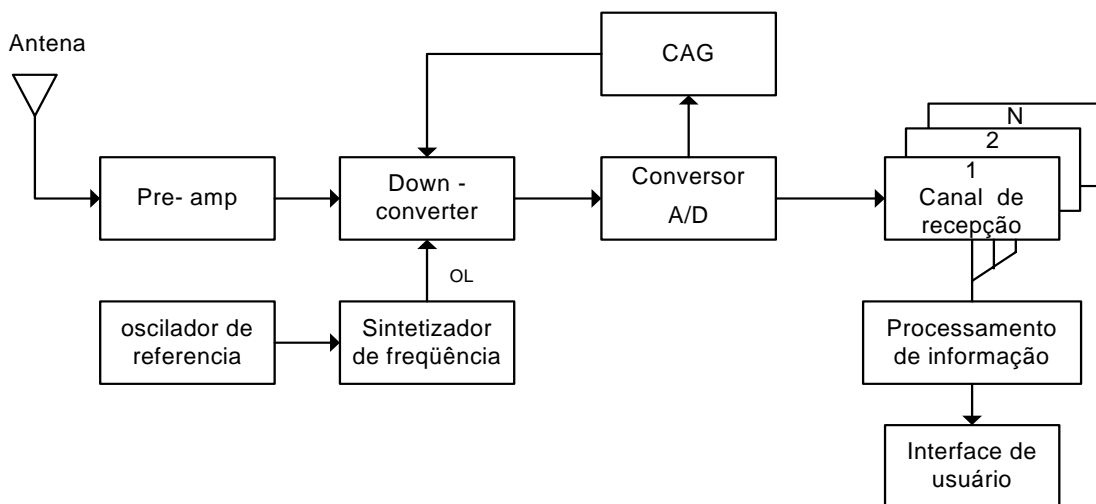 Antena
CAG
N
2
1
Canal de
recepção
Pre- amp
Down -
converter
Conversor
A/D
OL
oscilador de
referencia
Sintetizador
de freqüência
Processamento
de informação
Interface de
usuário